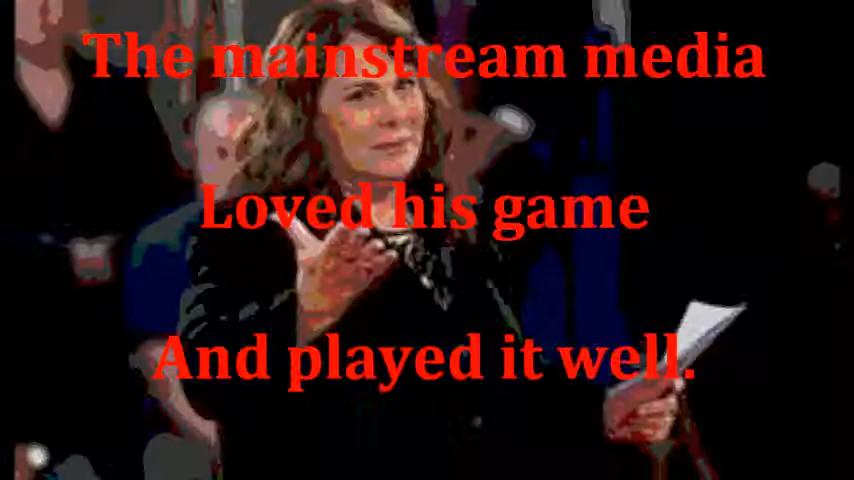 The mainstream media
Loved his game
And played it well.